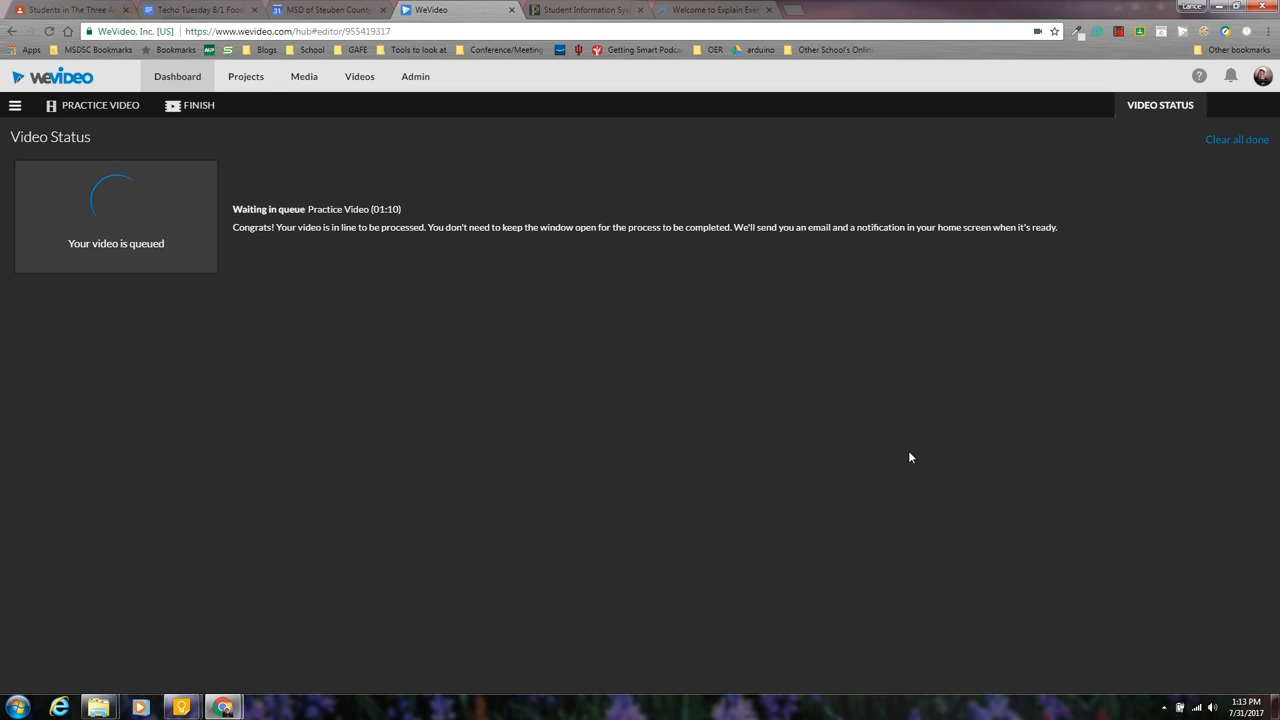 Students in The Three A
Techo Tuesday 8/1 Food
MSD of Steuben County
WeVideo
Student Information Sys
Welcome to Explain Ever
Lance
WeVideo, Inc. [US]
https://www.wevideo.com/hub#editor/955419317
Apps
MSDSC Bookmarks
Bookmarks
Blogs
School
GAFE
Tools to look at
Conference/Meeting
Getting Smart Podca
OER
arduino
Other School's Onlin
Other bookmarks
wevideo
Dashboard
Projects
Media
Videos
Admin
PRACTICE VIDEO
FINISH
VIDEO STATUS
Video Status
Clear all done
Your video is queued
Waiting in queue Practice Video (01:10)
Congrats! Your video is in line to be processed. You don't need to keep the window open for the process to be completed. We'll send you an email and a notification in your home screen when it's ready.
1:13 PM
7/31/2017